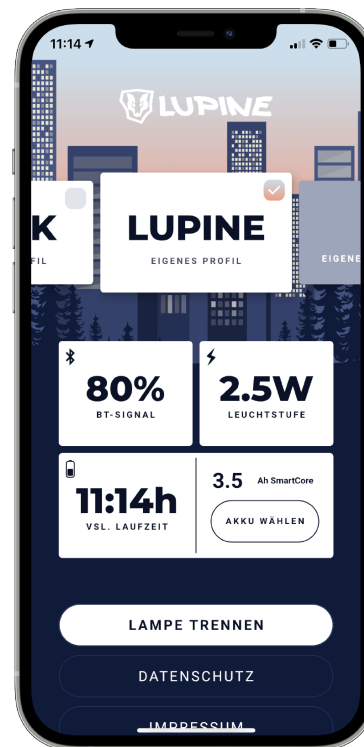 11:14
LUPINE
K
LUPINE
FIL
EIGENES PROFIL
EIGENE
80%
BT-SIGNAL
2.5W
LEUCHTSTUFE
11:14h
VSL. LAUFZEIT
3.5 Ah SmartCore
AKKU WÄHLEN
LAMPE TRENNEN
DATENSCHUTZ
IMPRESSUM